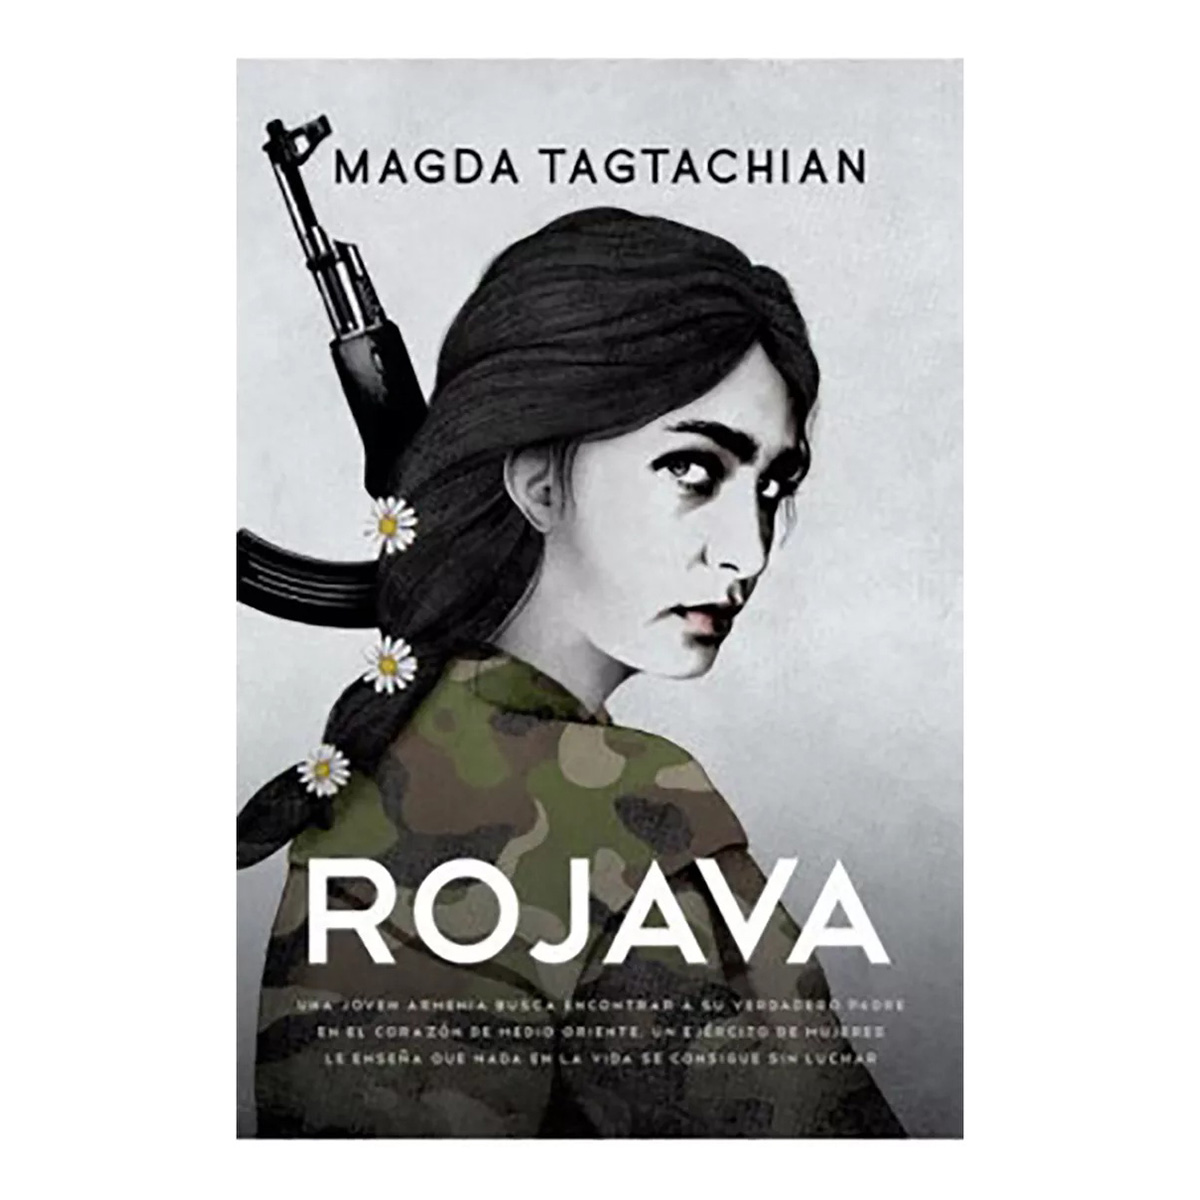 MAGDA TAGTACHIAN
ROJAVA
UNA JOVEN ARMENIA BUSCA ENCONTRAR A SU VERDADERO PADRE
EN EL CORAZÓN DE MEDIO ORIENTE. UN EJÉRCITO DE MUJERES
LE ENSEÑA QUE NADA EN LA VIDA SE CONSIGUE SIN LUCHAR